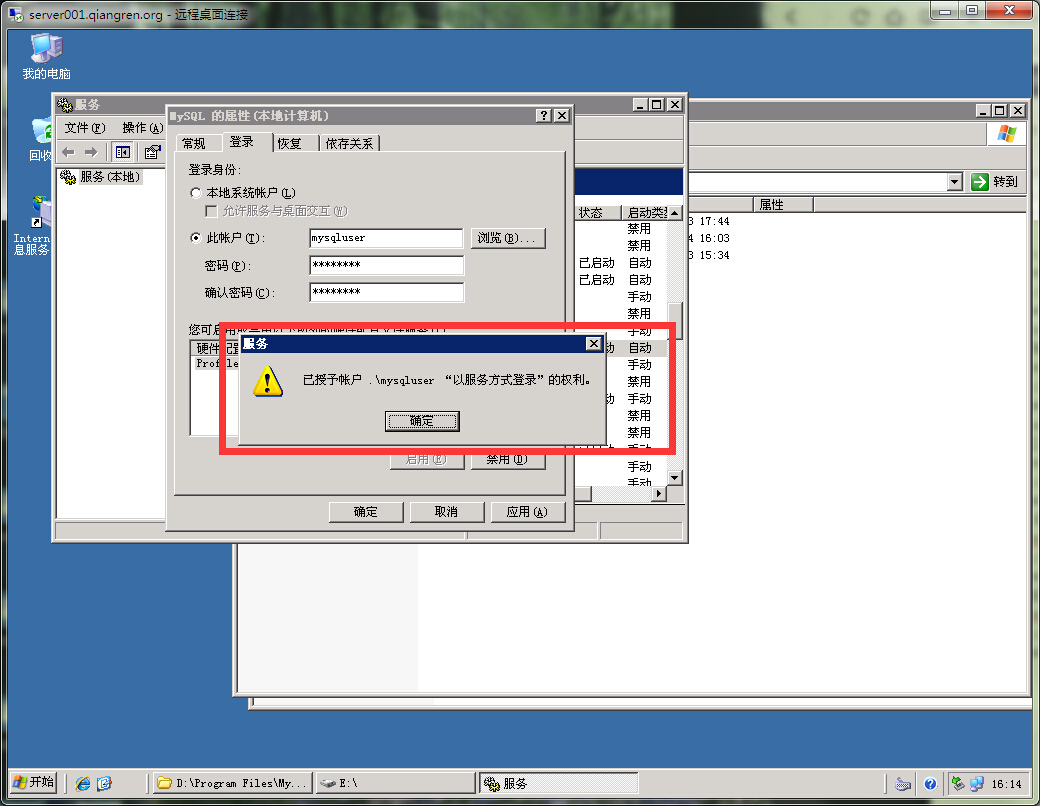 server001.qiangren.org - 远程桌面连接
我的电脑
服务
文件(F) 操作(A)
MySQL 的属性(本地计算机)
常规 登录 恢复 依存关系
回收
服务(本地)
登录身份:
本地系统帐户(L)
允许服务与桌面交互(W)
此帐户(T): mysqluser 浏览(B)...
密码(P): ********
确认密码(C): ********
Intern
息服务
硬件配置
Profile
服务
已授予帐户 .\mysqluser “以服务方式登录”的权利。
确定
启用(E) 禁用(D)
确定 取消 应用(A)
状态 启动类
禁用
禁用
已启动 自动
已启动 自动
手动
禁用
手动
自动
手动
禁用
手动
禁用
禁用
手动
手动
手动
转到
属性
3 17:44
4 16:03
3 15:34
开始 D:\Program Files\My... E:\ 服务 16:14